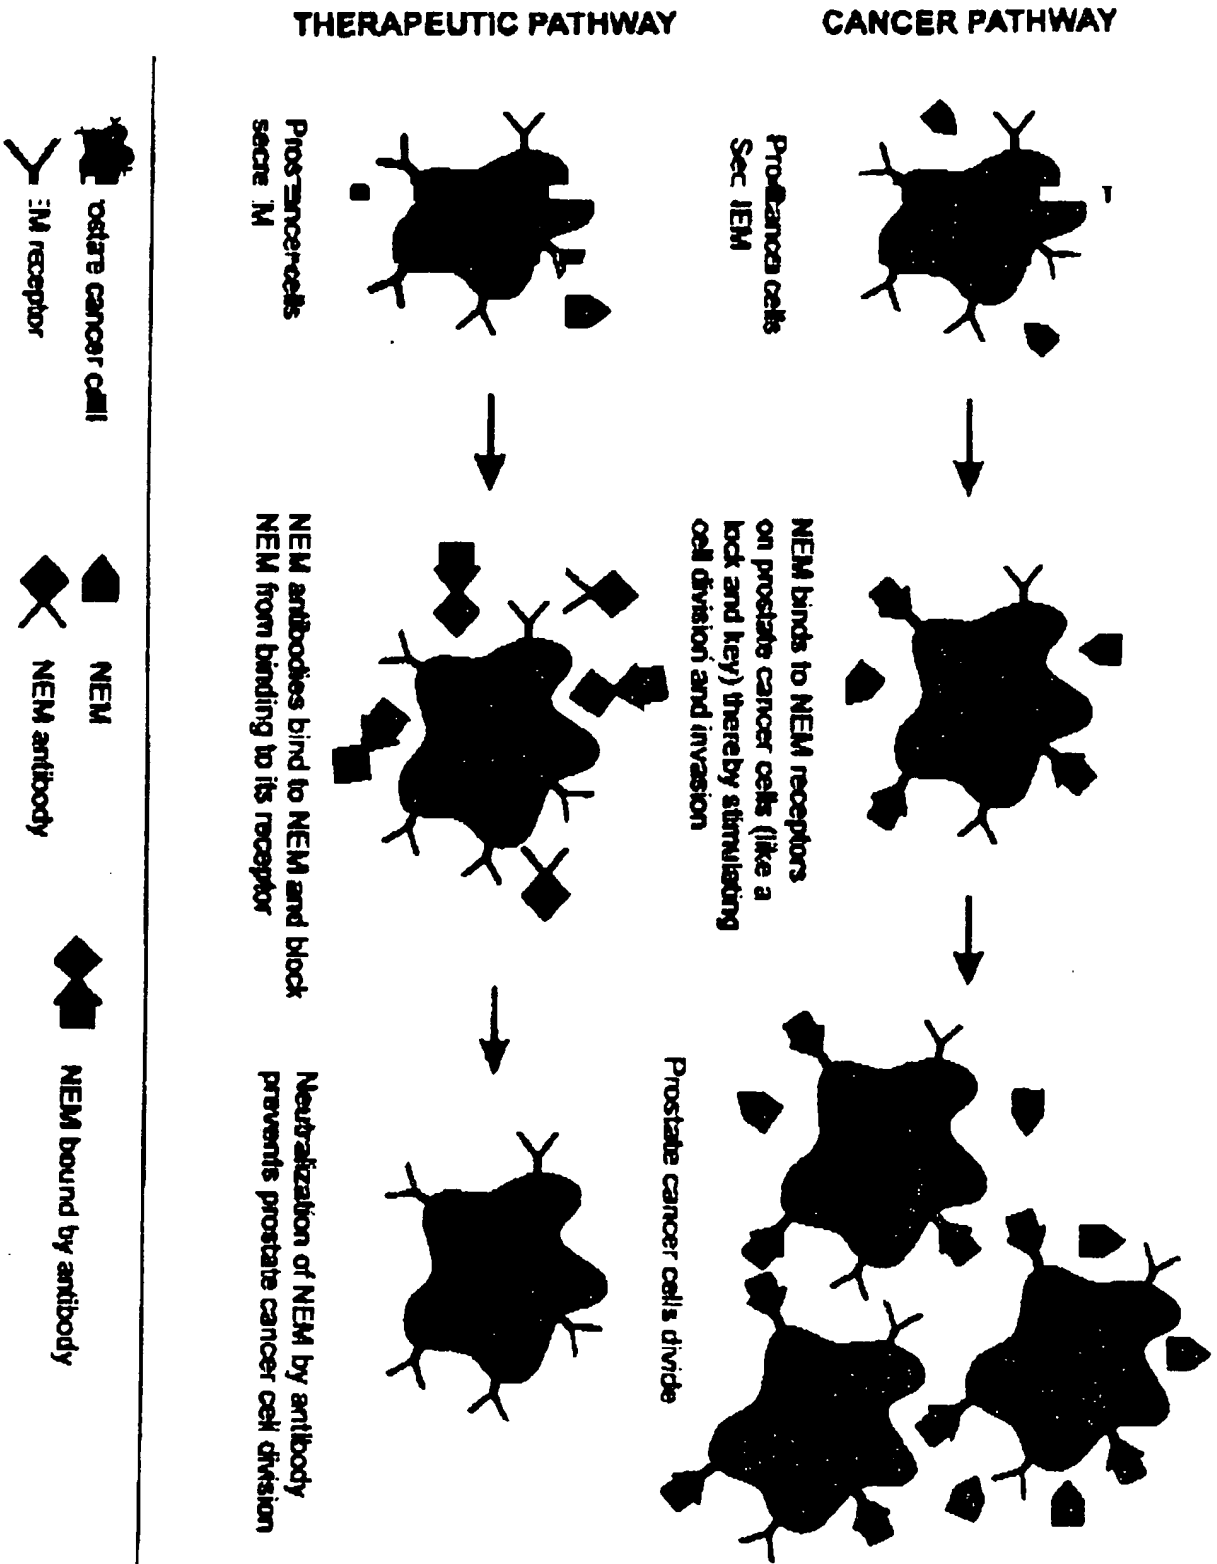 CANCER PATHWAY
cells
NEM binds to NEM receptors
on prostate cancer cells (like a
lock and key) thereby stimulating
cell division and invasion
Prostate cancer cells divide
THERAPEUTIC PATHWAY
NEM antibodies bind to NEM and block
NEM from binding to its receptor
Neutralization of NEM by antibody
prevents prostate cancer cell division
cancer cell
receptor
NEM
NEM antibody
NEM bound by antibody